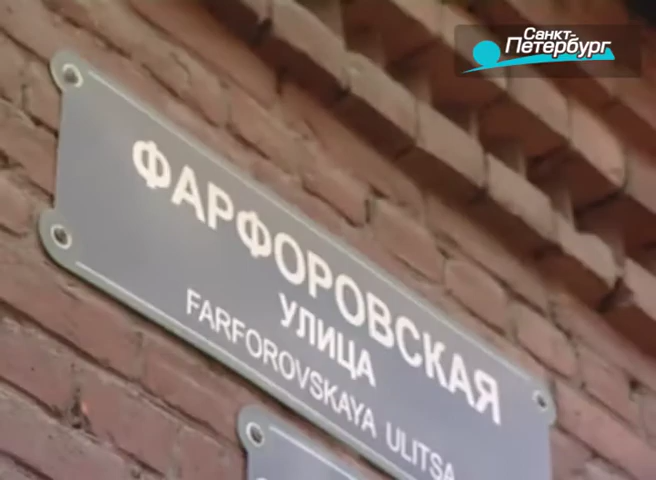 Санкт-
Петербург
ФАРФОРОВСКАЯ
УЛИЦА
FARFOROVSKAYA ULITSA